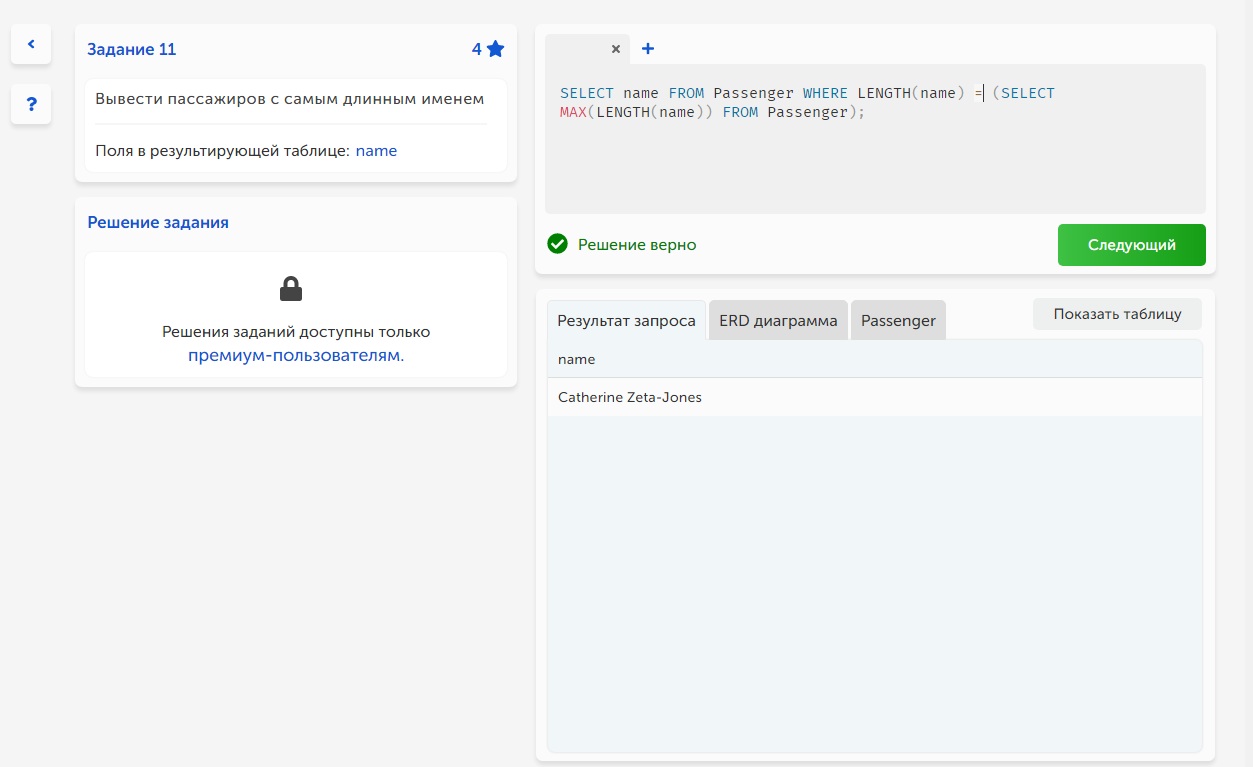 Задание 11
4
?
Вывести пассажиров с самым длинным именем
Поля в результирующей таблице: name
Решение задания
Решения заданий доступны только
премиум-пользователям.
SELECT name FROM Passenger WHERE LENGTH(name) = (SELECT
MAX(LENGTH(name)) FROM Passenger);
Решение верно
Следующий
Результат запроса
ERD диаграмма
Passenger
Показать таблицу
name
Catherine Zeta-Jones